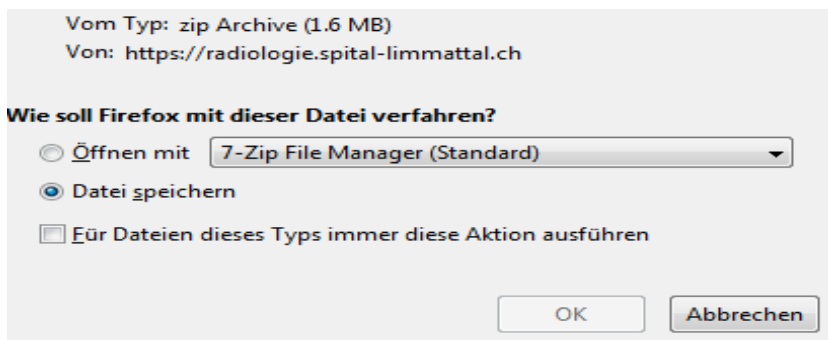 Vom Typ: zip Archive (1.6 MB)
Von: https://radiologie.spital-limmattal.ch
Wie soll Firefox mit dieser Datei verfahren?
Öffnen mit 7-Zip File Manager (Standard)
Datei speichern
Für Dateien dieses Typs immer diese Aktion ausführen
OK Abbrechen